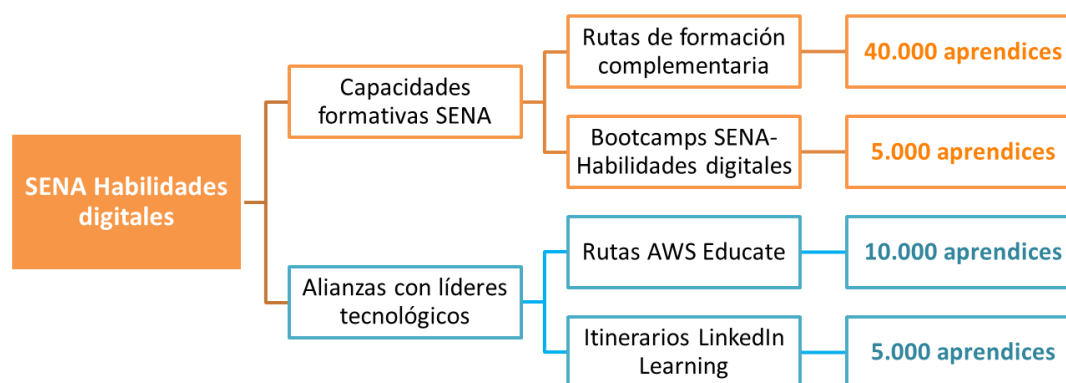 SENA Habilidades
digitales
Capacidades
formativas SENA
Rutas de formación
complementaria
40.000 aprendices
Bootcamps SENA-
Habilidades digitales
5.000 aprendices
Alianzas con líderes
tecnológicos
Rutas AWS Educate
10.000 aprendices
Itinerarios LinkedIn
Learning
5.000 aprendices